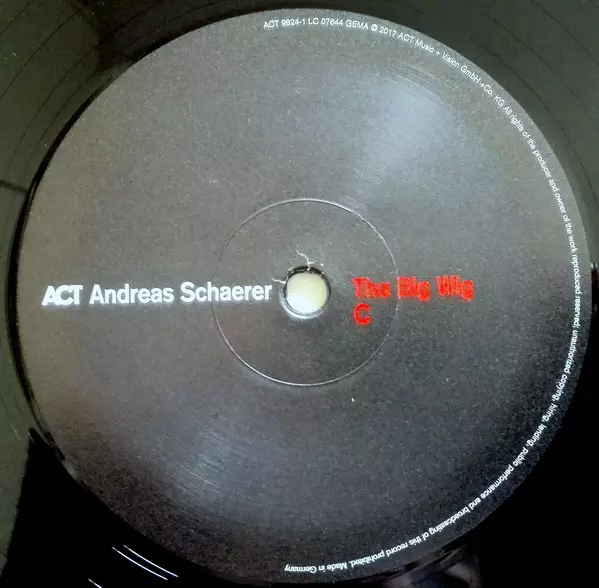 ACT 9824-1 LC 07644 GEMA © 2017 ACT Music + Vision GmbH +Co. KG All rights of the producer and owner of the work reproduced reserved, unauthorized copying, hiring, lending, public performance and broadcasting of this record prohibited. Made in Germany
ACT Andreas Schaerer
The Big Wig
C